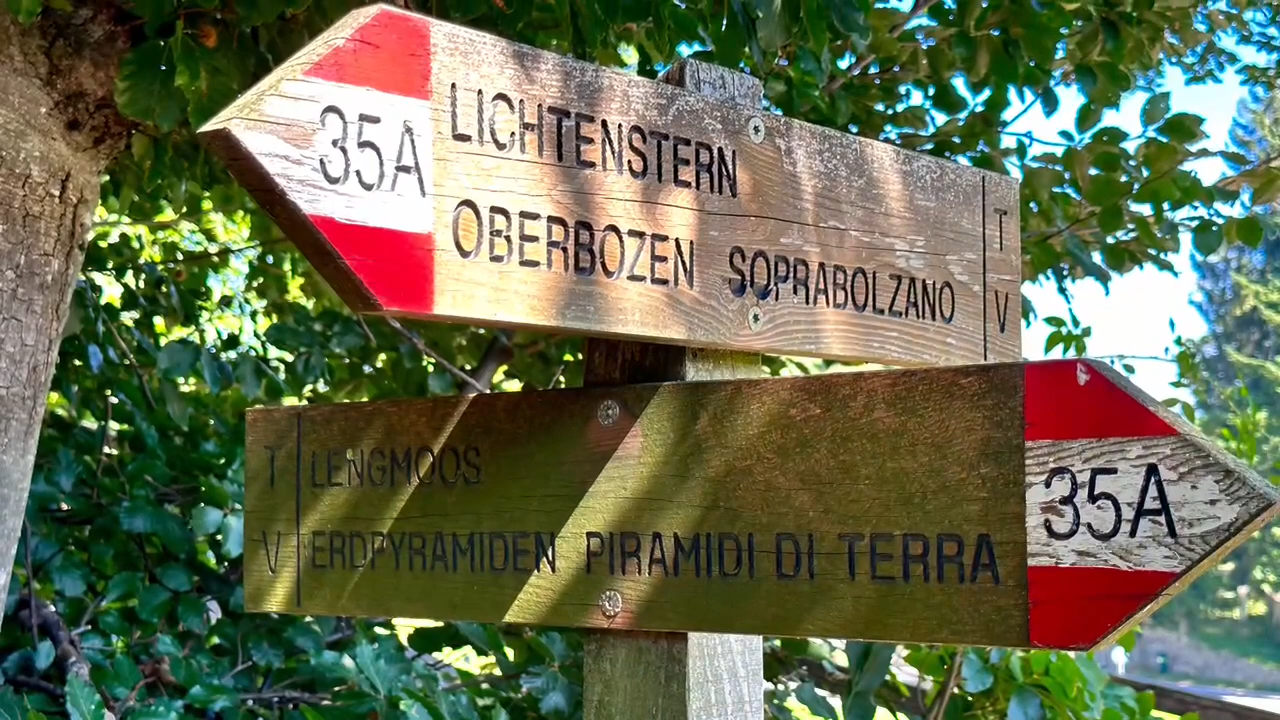 35A LICHTENSTERN T
OBERBOZEN SOPRABOLZANO V
T LENGMOOS 35A
V ERDPYRAMIDEN PIRAMIDI DI TERRA